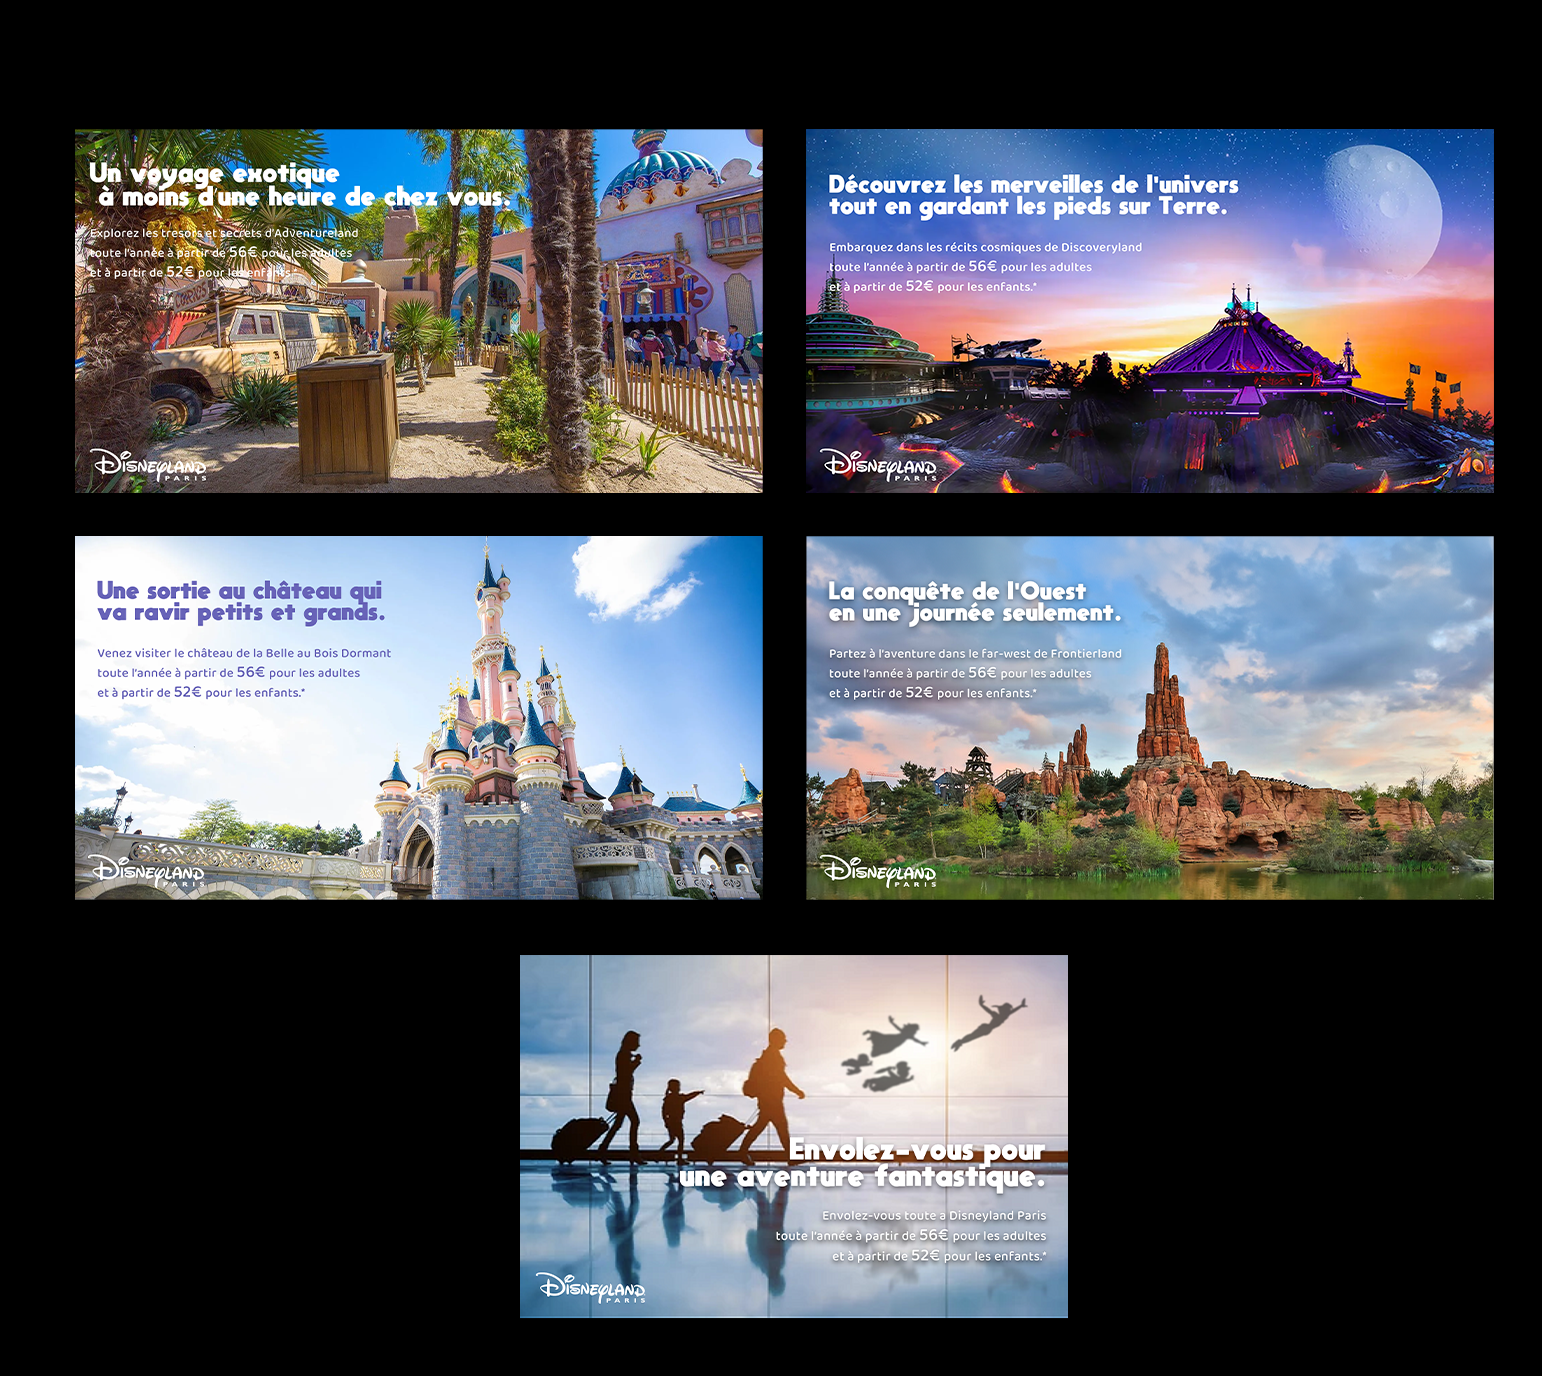 Un voyage exotique
à moins d'une heure de chez vous.
Explorez les trésors et secrets d'Adventureland
toute l'année à partir de 56€ pour les adultes
et à partir de 52€ pour les enfants.*
DISNEYLAND
PARIS
Découvrez les merveilles de l'univers
tout en gardant les pieds sur Terre.
Embarquez dans les récits cosmiques de Discoveryland
toute l'année à partir de 56€ pour les adultes
et à partir de 52€ pour les enfants.*
DISNEYLAND
PARIS
Une sortie au château qui
va ravir petits et grands.
Venez visiter le château de la Belle au Bois Dormant
toute l'année à partir de 56€ pour les adultes
et à partir de 52€ pour les enfants.*
DISNEYLAND
PARIS
La conquête de l'Ouest
en une journée seulement.
Partez à l'aventure dans le far-west de Frontierland
toute l'année à partir de 56€ pour les adultes
et à partir de 52€ pour les enfants.*
DISNEYLAND
PARIS
Envolez-vous pour
une aventure fantastique.
Envolez-vous toute a Disneyland Paris
toute l'année à partir de 56€ pour les adultes
et à partir de 52€ pour les enfants.*
DISNEYLAND
PARIS